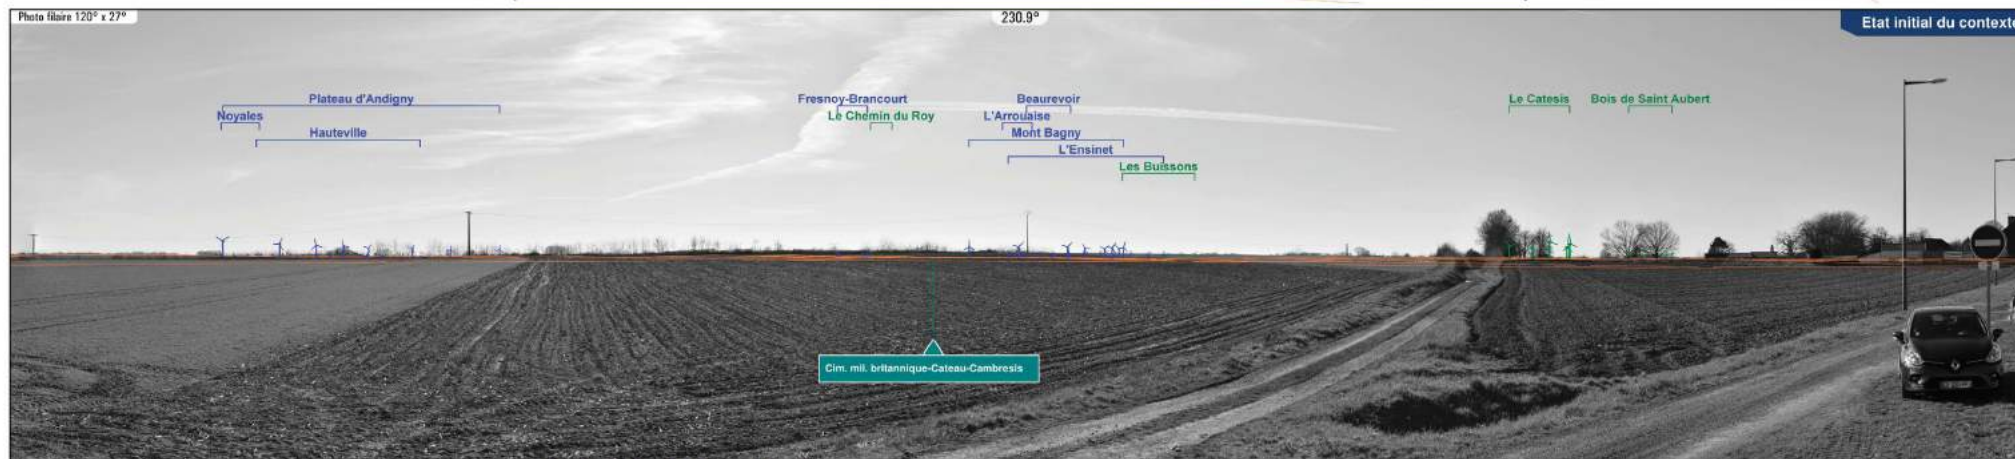 Photo filaire 120° x 27°
230.9°
Etat initial du contexte
Plateau d'Andigny
Fresnoy-Brancourt
Beaurevoir
Le Catesis
Bois de Saint Aubert
Noyales
Le Chemin du Roy
L'Arrouaise
Hauteville
Mont Bagny
L'Ensinet
Les Buissons
Cim. mil. britannique-Cateau-Cambresis